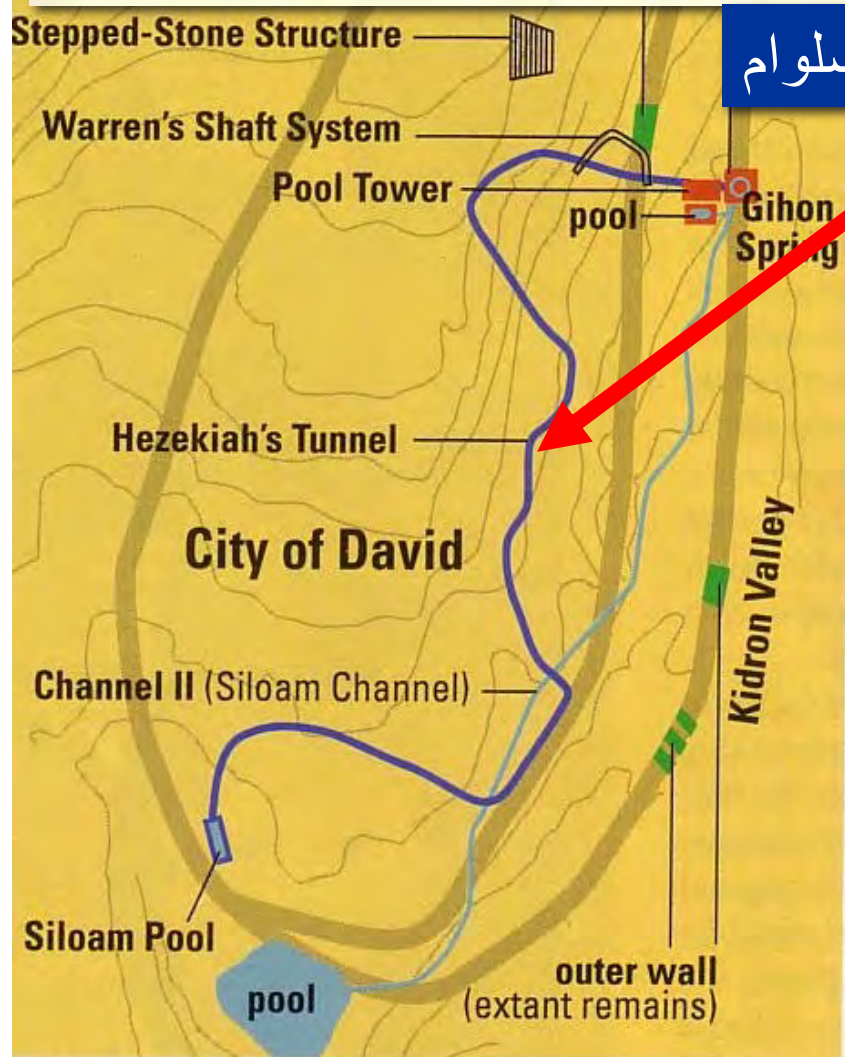 Stepped-Stone Structure
Warren's Shaft System
Pool Tower
pool
Gihon
Spring
Hezekiah's Tunnel
City of David
Kidron Valley
Channel II (Siloam Channel)
Siloam Pool
pool
outer wall
(extant remains)